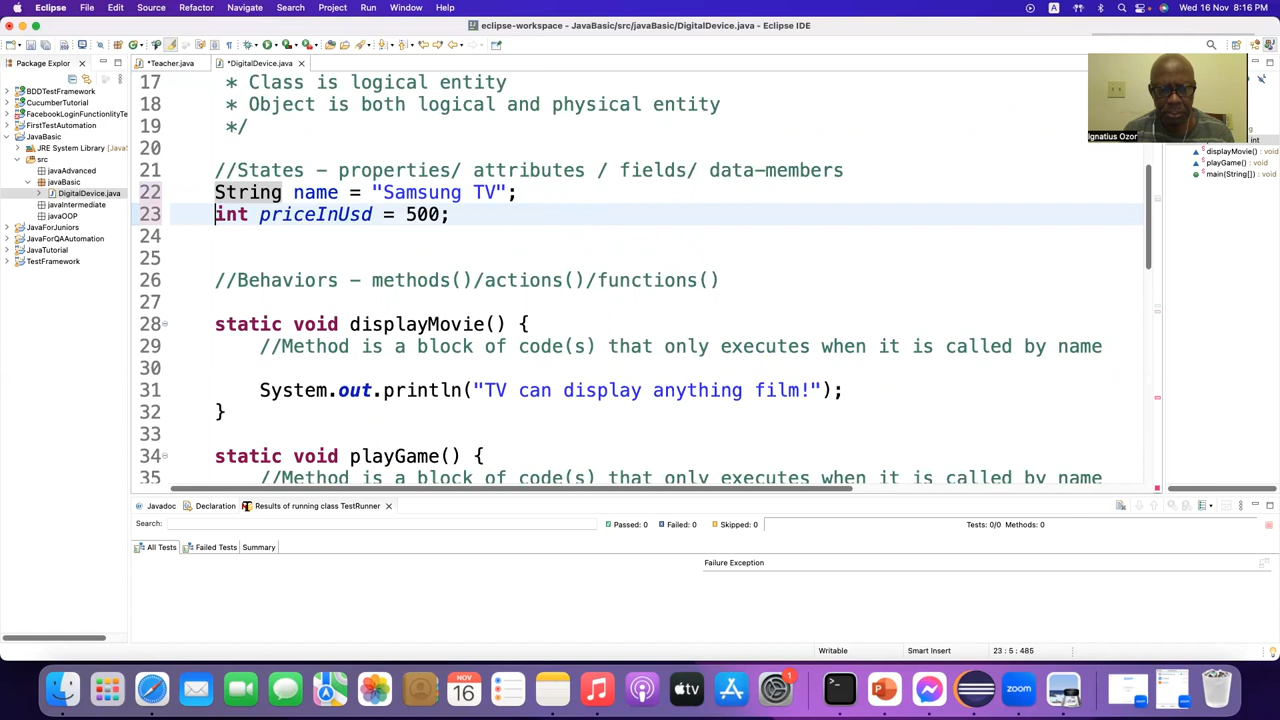 Eclipse File Edit Source Refactor Navigate Search Project Run Window Help Wed 16 Nov 8:16 PM
eclipse-workspace - JavaBasic/src/javaBasic/DigitalDevice.java - Eclipse IDE
Package Explor
*Teacher.java *DigitalDevice.java
BDDTestFramework
CucumberTutorial
FacebookLoginFunctionlityTe
FirstTestAutomation
JavaBasic
JRE System Library [Java
src
javaAdvanced
javaBasic
DigitalDevice.java
javaIntermediate
javaOOP
JavaForJuniors
JavaForQAAutomation
JavaTutorial
TestFramework
17 * Class is logical entity
18 * Object is both logical and physical entity
19 */
20
21 //States - properties/ attributes / fields/ data-members
22 String name = "Samsung TV";
23 int priceInUsd = 500;
24
25
26 //Behaviors - methods()/actions()/functions()
27
28 static void displayMovie() {
29 //Method is a block of code(s) that only executes when it is called by name
30
31 System.out.println("TV can display anything film!");
32 }
33
34 static void playGame() {
35 //Method is a block of code(s) that only executes when it is called by name
Ignatius Ozor
int
displayMovie() : void
playGame() : void
main(String[]) : void
Javadoc Declaration Results of running class TestRunner
Search: Passed: 0 Failed: 0 Skipped: 0 Tests: 0/0 Methods: 0
All Tests Failed Tests Summary
Failure Exception
Writable Smart Insert 23 : 5 : 485
NOV
16
tv
1
zoom